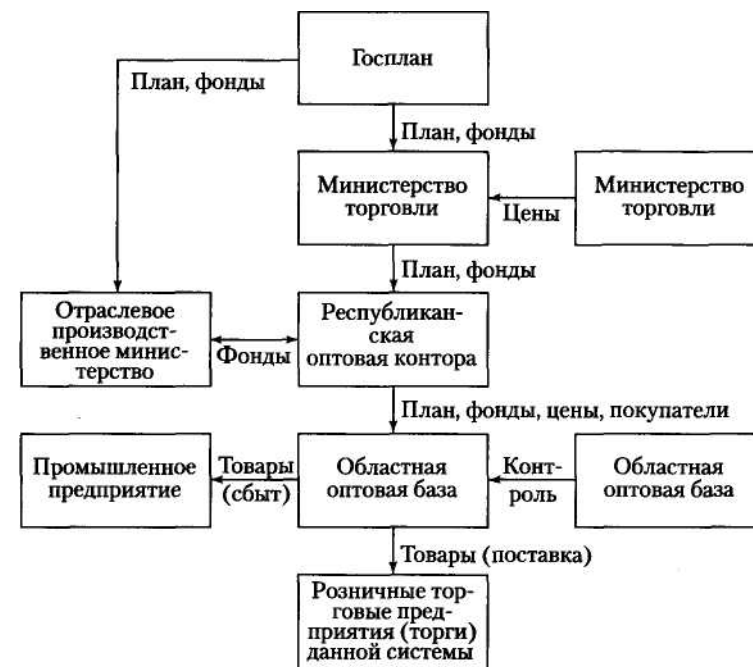 Госплан
План, фонды
План, фонды
Министерство
торговли
Цены
Министерство
торговли
План, фонды
Отраслевое
производст-
венное минис-
терство
Фонды
Республикан-
ская
оптовая контора
План, фонды, цены, покупатели
Промышленное
предприятие
Товары
(сбыт)
Областная
оптовая база
Конт-
роль
Областная
оптовая база
Товары (поставка)
Розничные тор-
говые пред-
приятия (торги)
данной системы